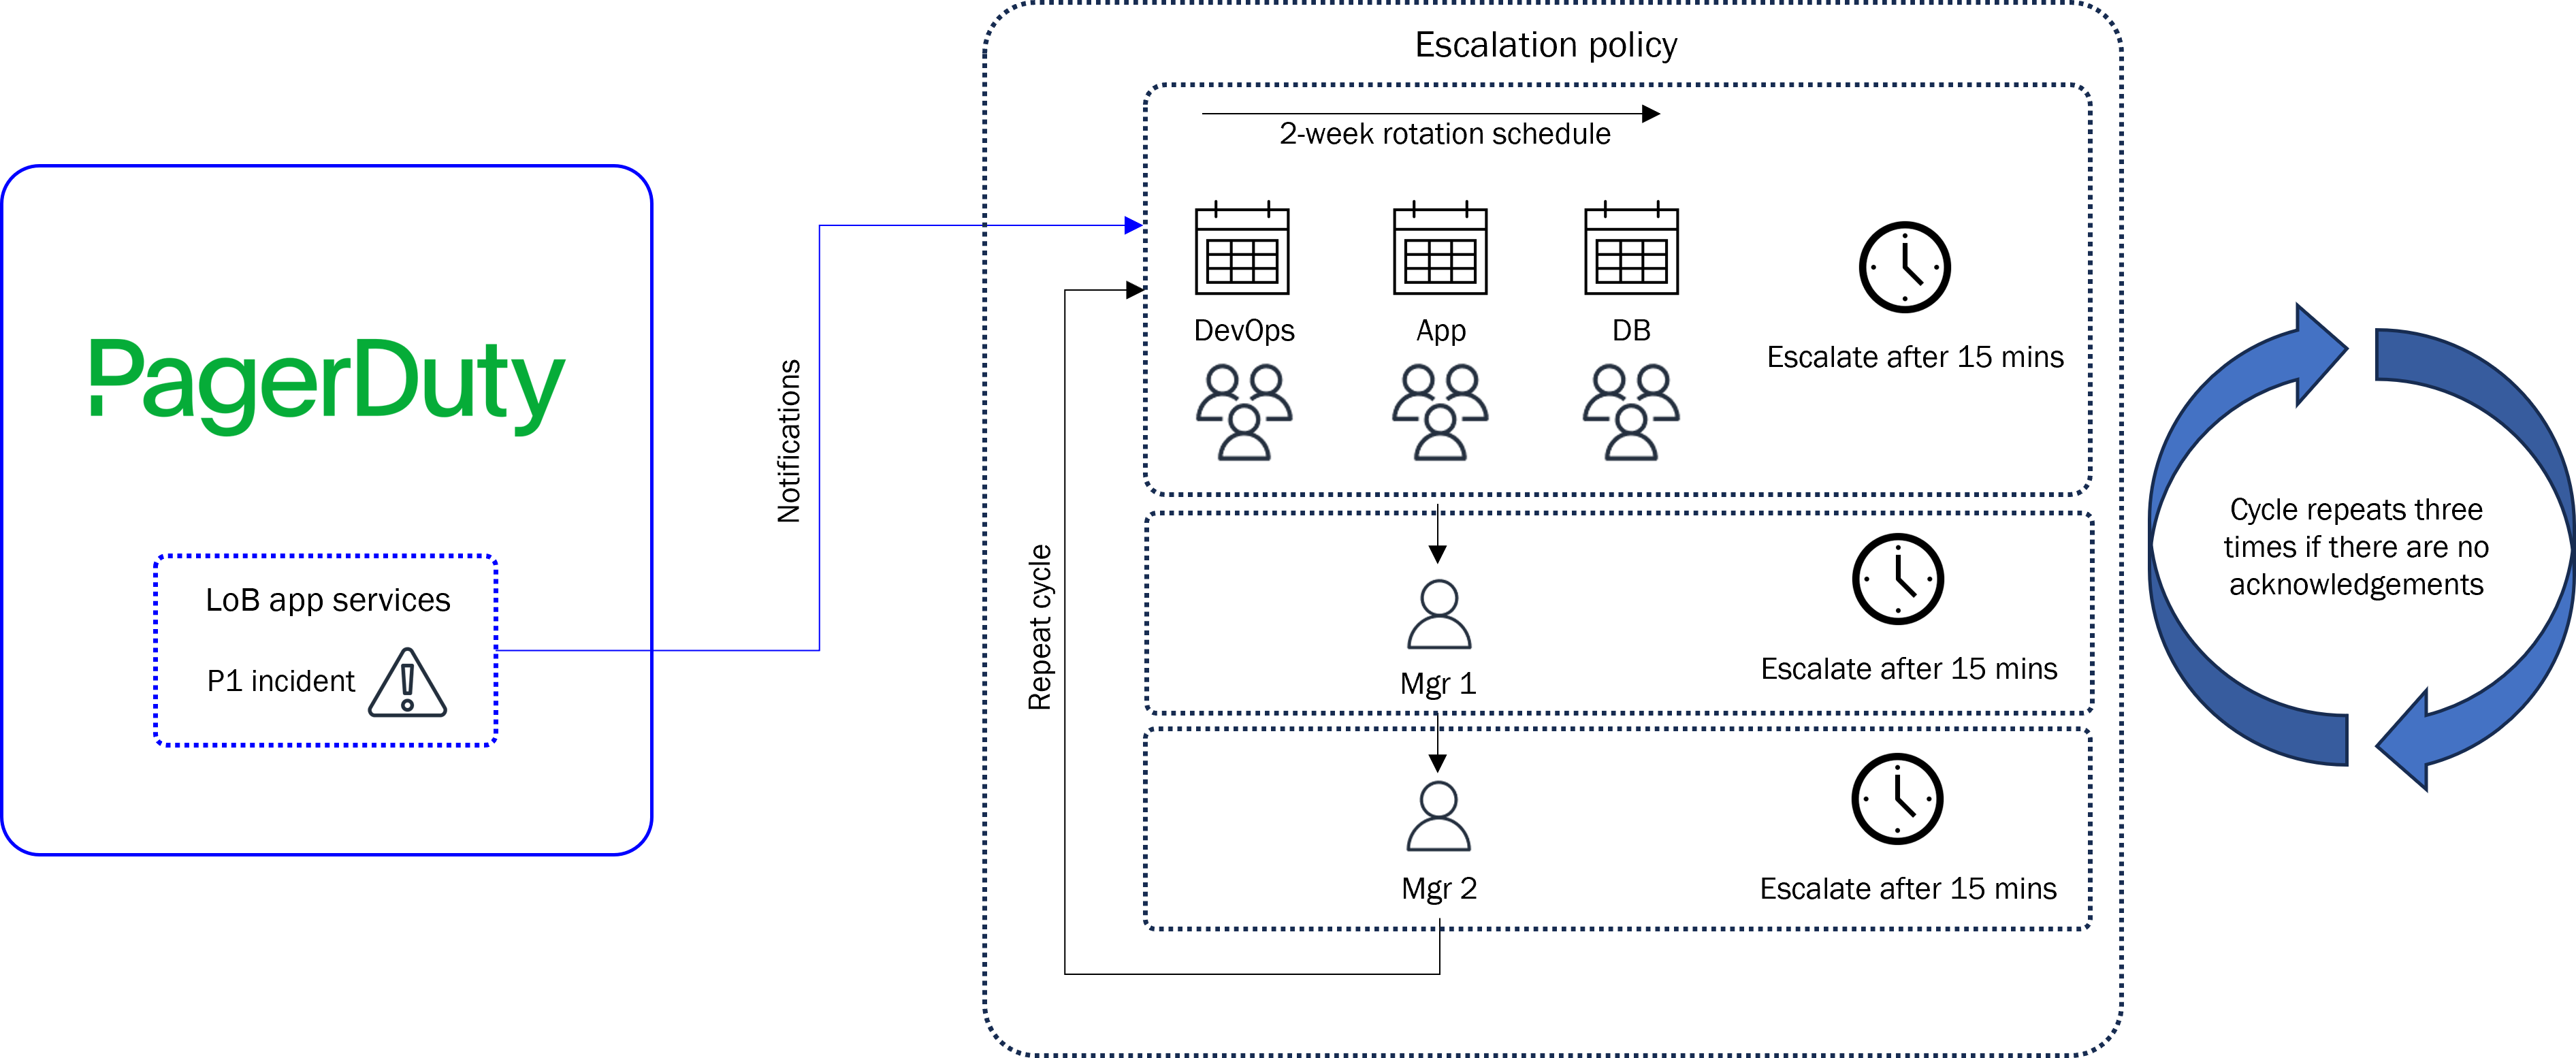 PagerDuty
LoB app services
P1 incident
Notifications
Escalation policy
2-week rotation schedule
DevOps
App
DB
Escalate after 15 mins
Repeat cycle
Mgr 1
Escalate after 15 mins
Mgr 2
Escalate after 15 mins
Cycle repeats three
times if there are no
acknowledgements